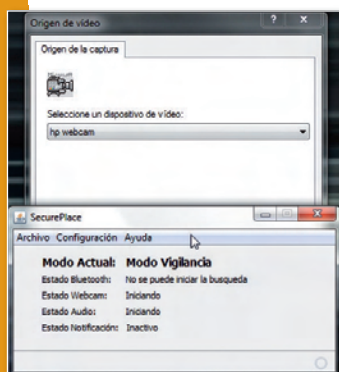 Origen de vídeo
Origen de la captura
Seleccione un dispositivo de vídeo:
hp webcam
SecurePlace
Archivo Configuración Ayuda
Modo Actual: Modo Vigilancia
Estado Bluetooth: No se puede iniciar la busqueda
Estado Webcam: Iniciando
Estado Audio: Iniciando
Estado Notificación: Inactivo